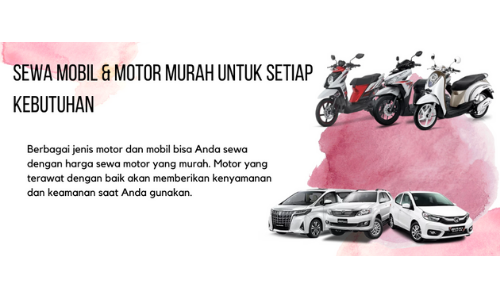 SEWA MOBIL & MOTOR MURAH UNTUK SETIAP
KEBUTUHAN
Berbagai jenis motor dan mobil bisa Anda sewa
dengan harga sewa motor yang murah. Motor yang
terawat dengan baik akan memberikan kenyamanan
dan keamanan saat Anda gunakan.